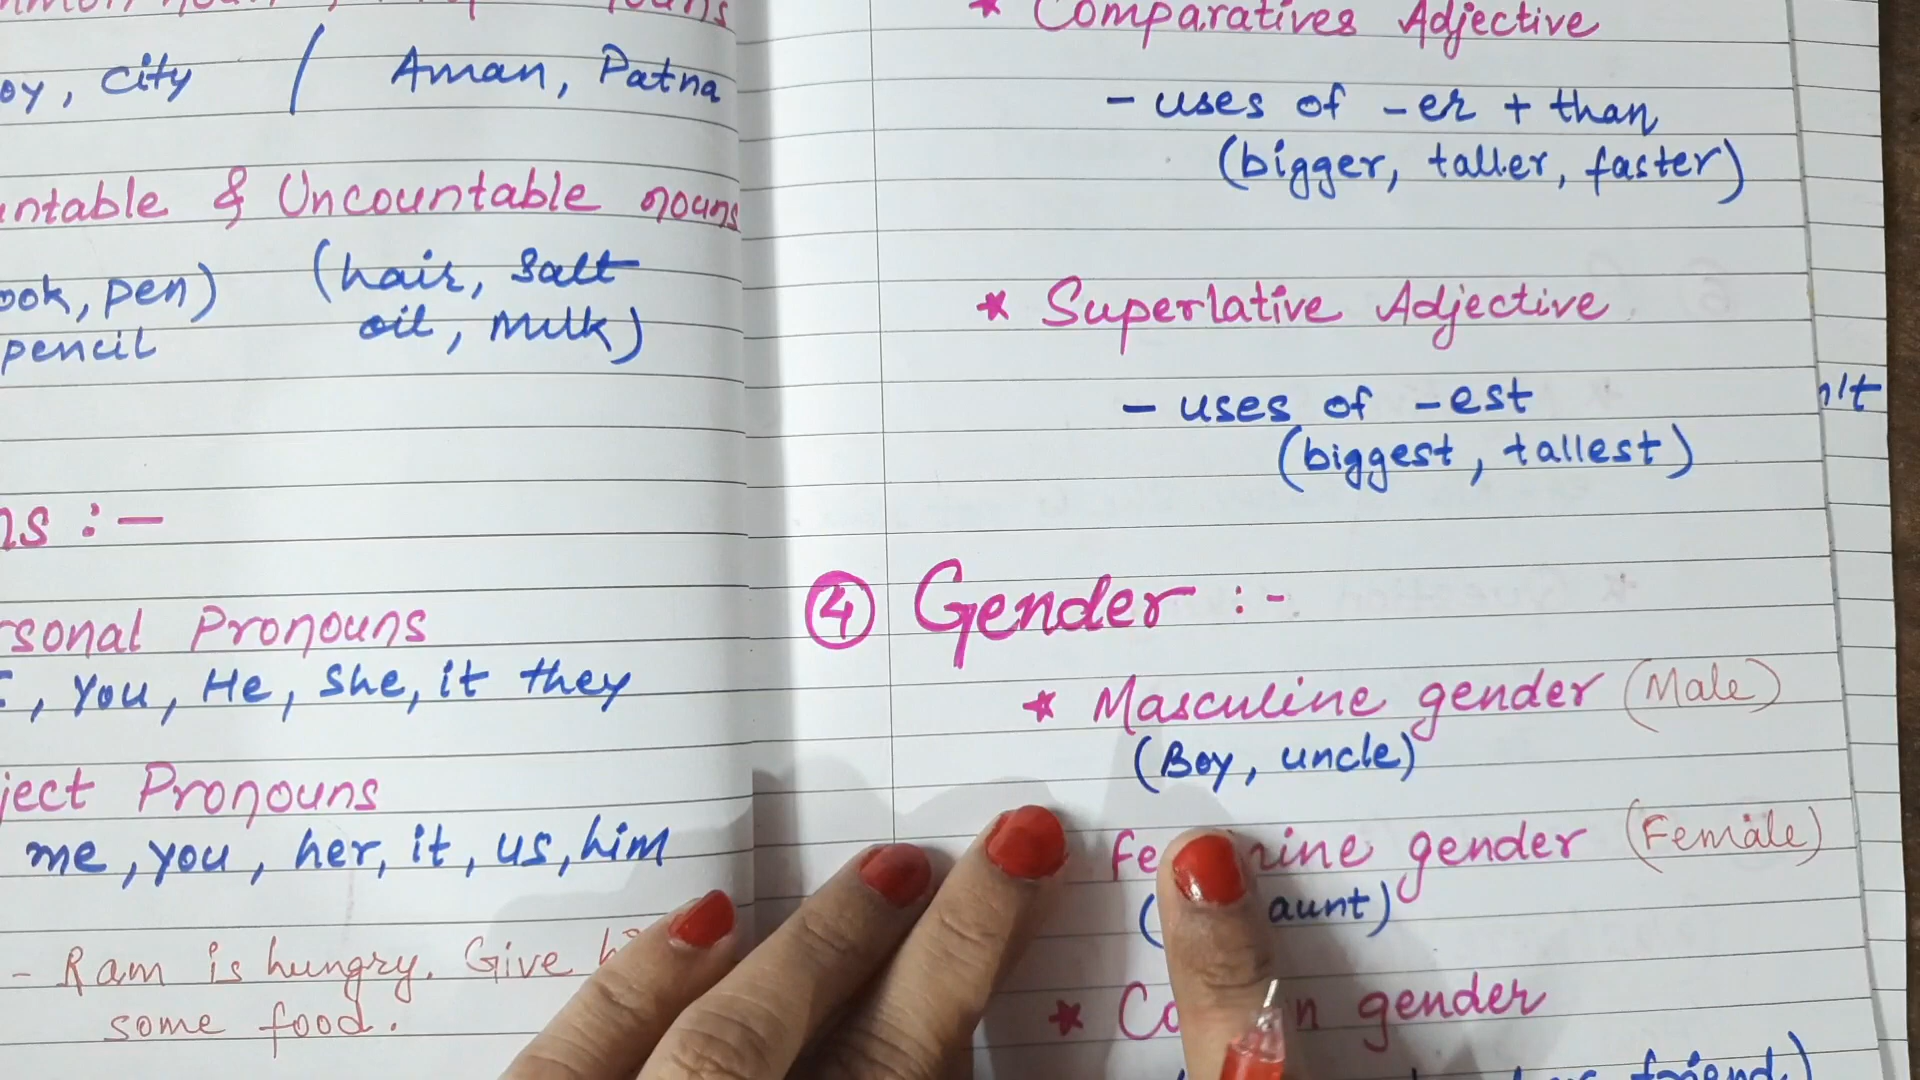 oy, city / Aman, Patna
ntable & Uncountable nouns
ook, pen) (hair, salt
pencil oil, milk)
ns :-
rsonal Pronouns
I, You, He, She, it they
ject Pronouns
me, you, her, it, us, him
- Ram is hungry. Give h
some food.
* Comparatives Adjective
- uses of -er + than
(bigger, taller, faster)
* Superlative Adjective
- uses of -est
(biggest, tallest)
④ Gender :-
* Masculine gender (Male)
(Boy, uncle)
Fe nine gender (Female)
( aunt)
* Co n gender
friend)
n/t